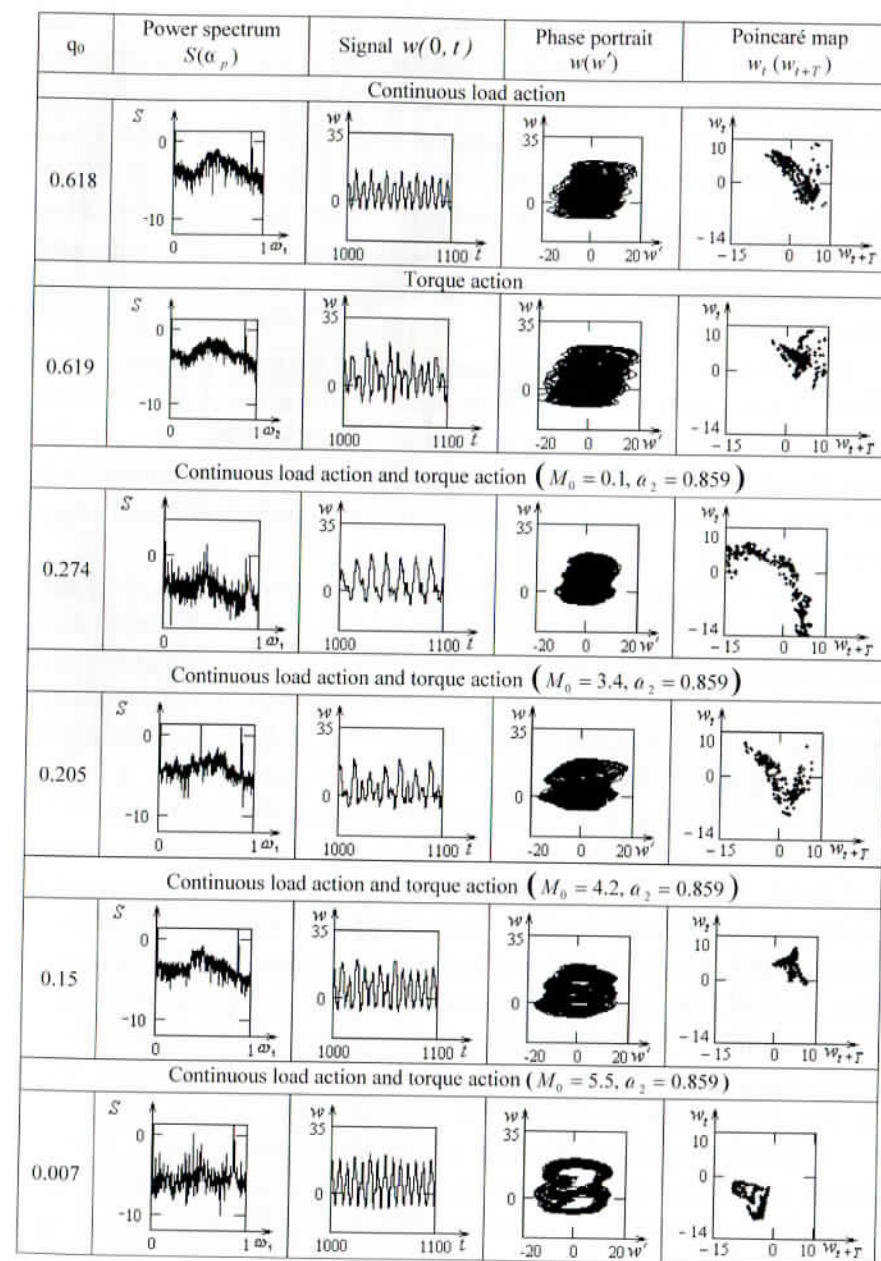 q₀ Power spectrum S(α_p) Signal w(0, t) Phase portrait w(w′) Poincaré map w_t (w_{t+T})
Continuous load action
0.618
S 0 -10 0 1 ω₁
w 35 0 1000 1100 t
w 35 0 -20 0 20 w′
w_t 10 0 -14 -15 0 10 w_{t+T}
Torque action
0.619
S 0 -10 0 1 ω₂
w 35 0 1000 1100 t
w 35 0 -20 0 20 w′
w_t 10 0 -14 -15 0 10 w_{t+T}
Continuous load action and torque action ( M₀ = 0.1, a₂ = 0.859 )
0.274
S 0 0 1 ω₁
w 35 0 1000 1100 t
w 35 0 -20 0 20 w′
w_t 10 0 -14 -15 0 10 w_{t+T}
Continuous load action and torque action ( M₀ = 3.4, a₂ = 0.859 )
0.205
S 0 -10 0 1 ω₁
w 35 0 1000 1100 t
w 35 0 -20 0 20 w′
w_t 10 0 -14 -15 0 10 w_{t+T}
Continuous load action and torque action ( M₀ = 4.2, a₂ = 0.859 )
0.15
S 0 -10 0 1 ω₁
w 35 0 1000 1100 t
w 35 0 -20 0 20 w′
w_t 10 0 -14 -15 0 10 w_{t+T}
Continuous load action and torque action ( M₀ = 5.5, a₂ = 0.859 )
0.007
S 0 -10 0 1 ω₁
w 35 0 1000 1100 t
w 35 0 -20 0 20 w′
w_t 10 0 -14 -15 0 10 w_{t+T}